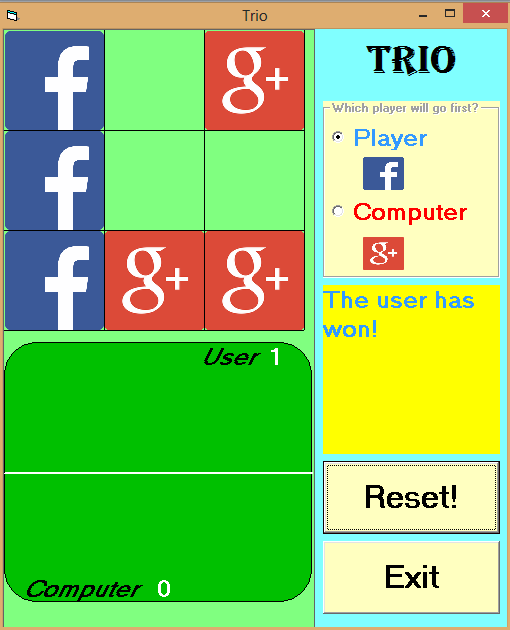 Trio
f
g+
f
f
g+
g+
User 1
Computer 0
TRIO
Which player will go first?
Player
f
Computer
g+
The user has
won!
Reset!
Exit